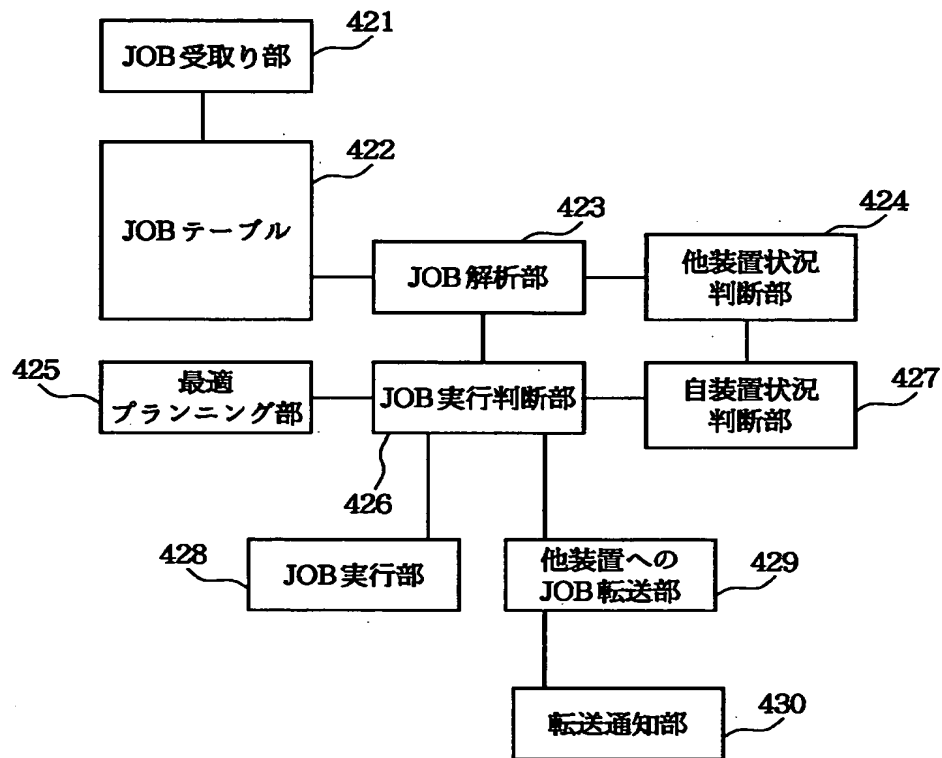 421
JOB受取り部
422
JOBテーブル
423
JOB解析部
424
他装置状況
判断部
425
最適
プランニング部
JOB実行判断部
426
自装置状況
判断部
427
428
JOB実行部
他装置への
JOB転送部
429
転送通知部
430